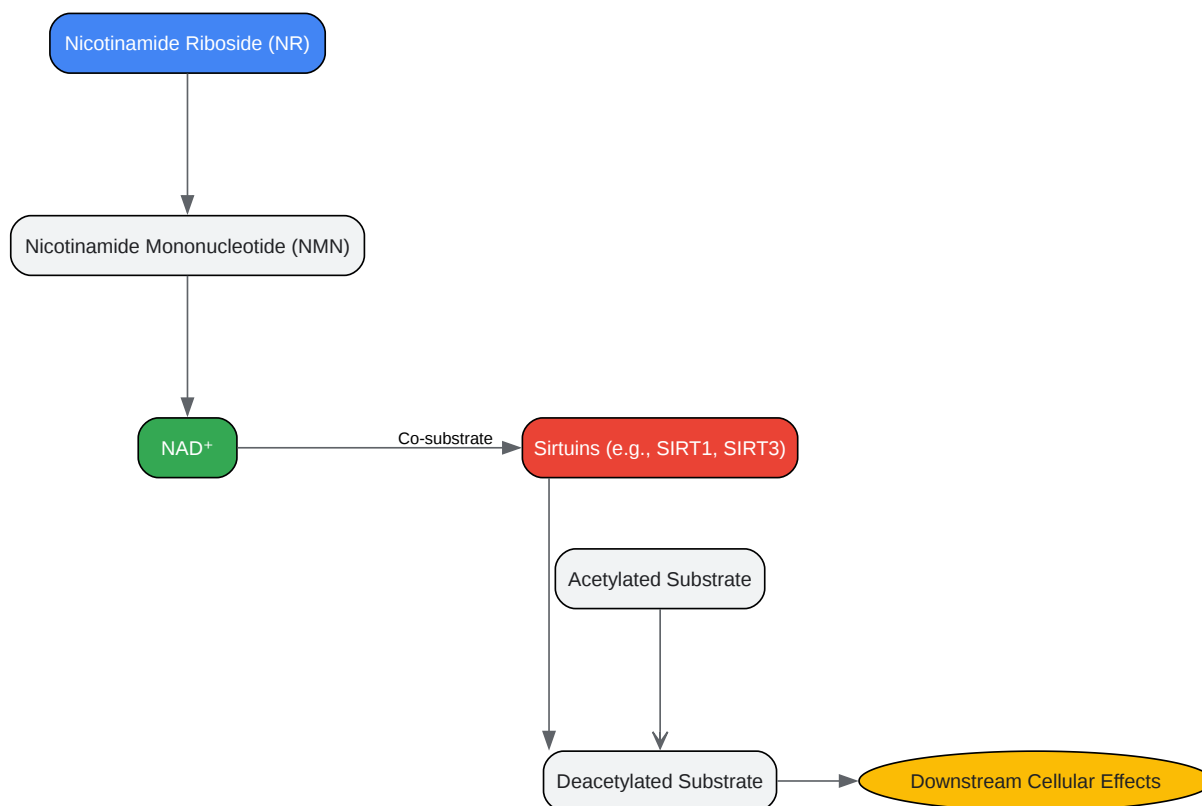 Nicotinamide Riboside (NR)
Nicotinamide Mononucleotide (NMN)
NAD⁺
Co-substrate
Sirtuins (e.g., SIRT1, SIRT3)
Acetylated Substrate
Deacetylated Substrate
Downstream Cellular Effects